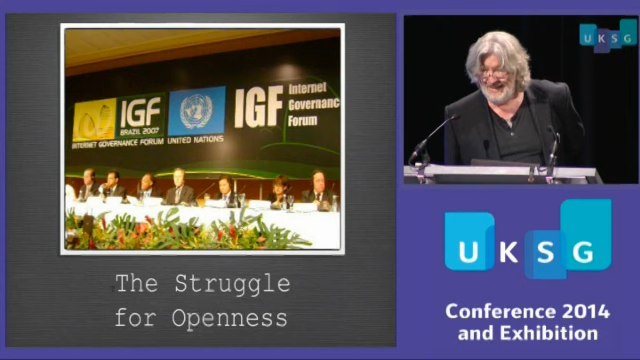 IGF
BRAZIL 2007
INTERNET GOVERNANCE FORUM
UNITED NATIONS
IGF Internet
Governanc
Forum
The Struggle
for Openness
UKSG
UKSG
Conference 2014
and Exhibition